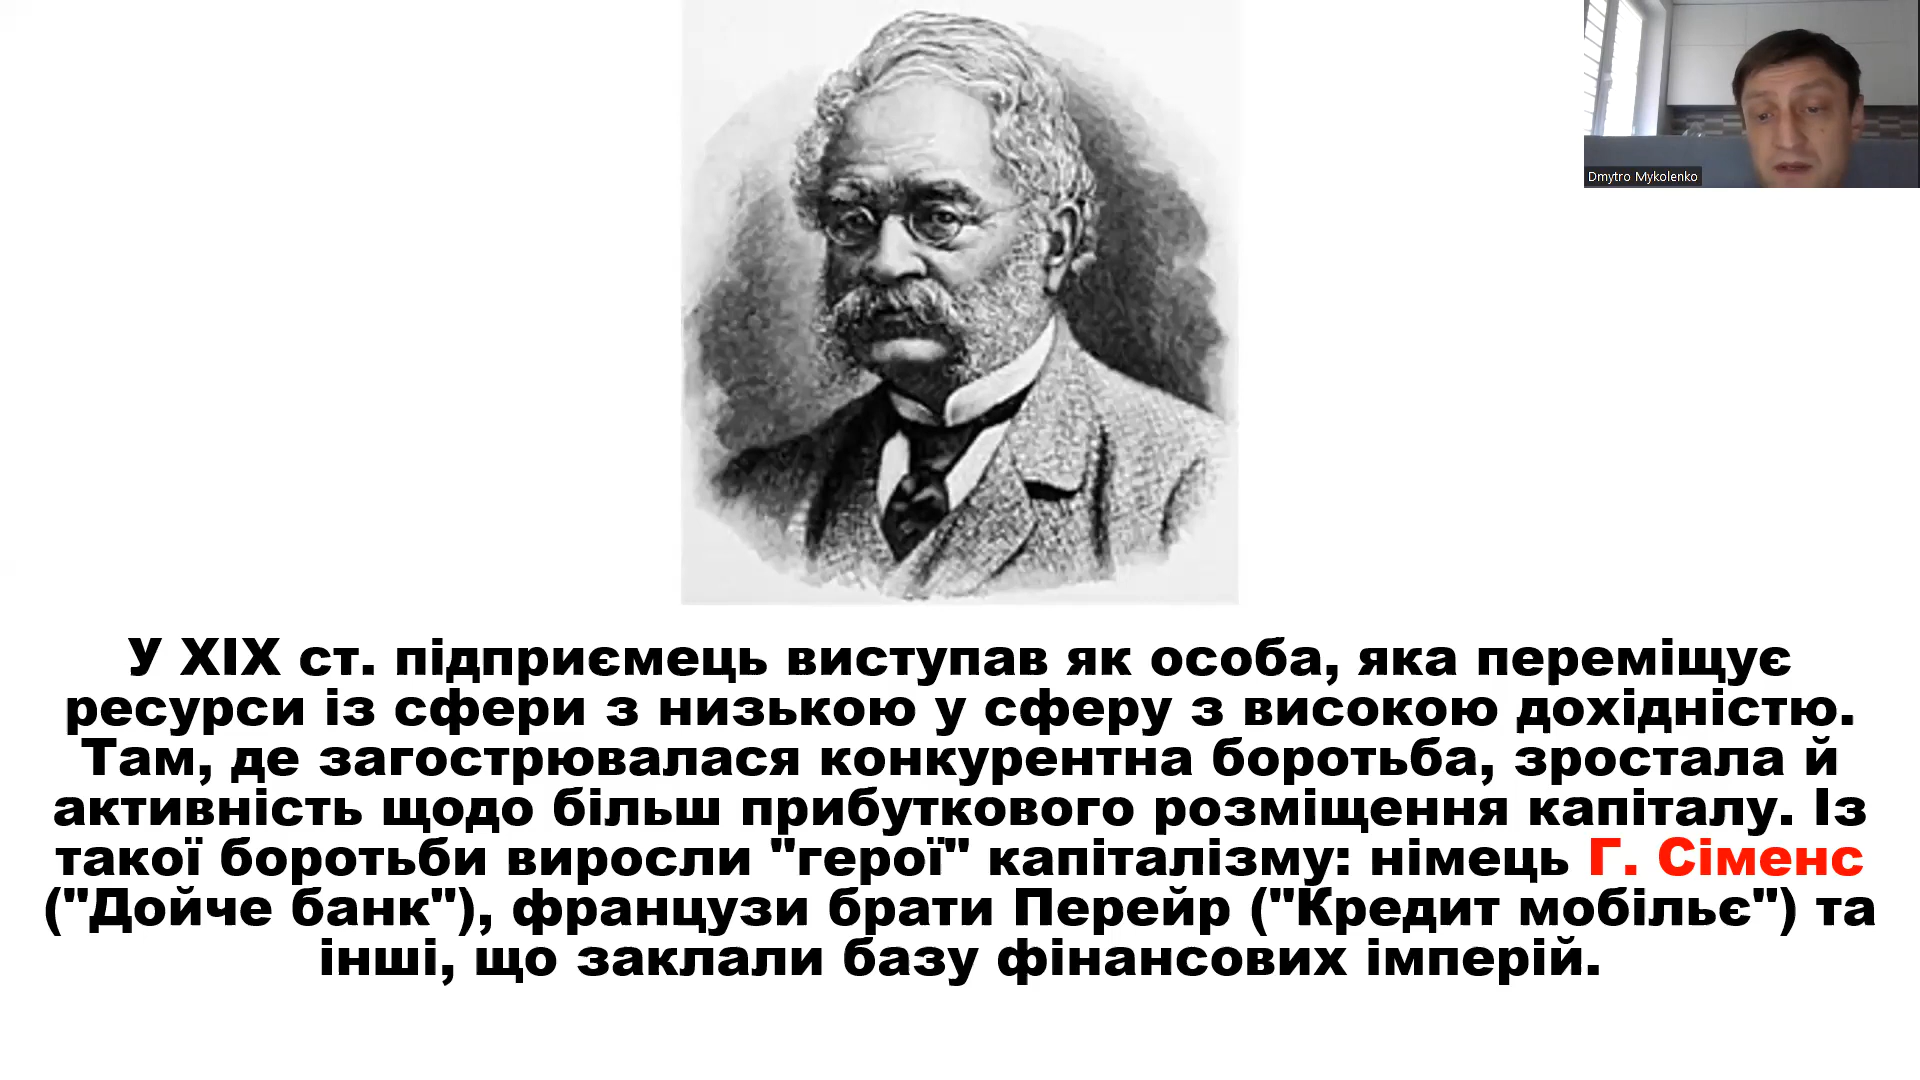 Dmytro Mykolenko
У XIX ст. підприємець виступав як особа, яка переміщує
ресурси із сфери з низькою у сферу з високою дохідністю.
Там, де загострювалася конкурентна боротьба, зростала й
активність щодо більш прибуткового розміщення капіталу. Із
такої боротьби виросли "герої" капіталізму: німець Г. Сіменс
("Дойче банк"), французи брати Перейр ("Кредит мобільє") та
інші, що заклали базу фінансових імперій.